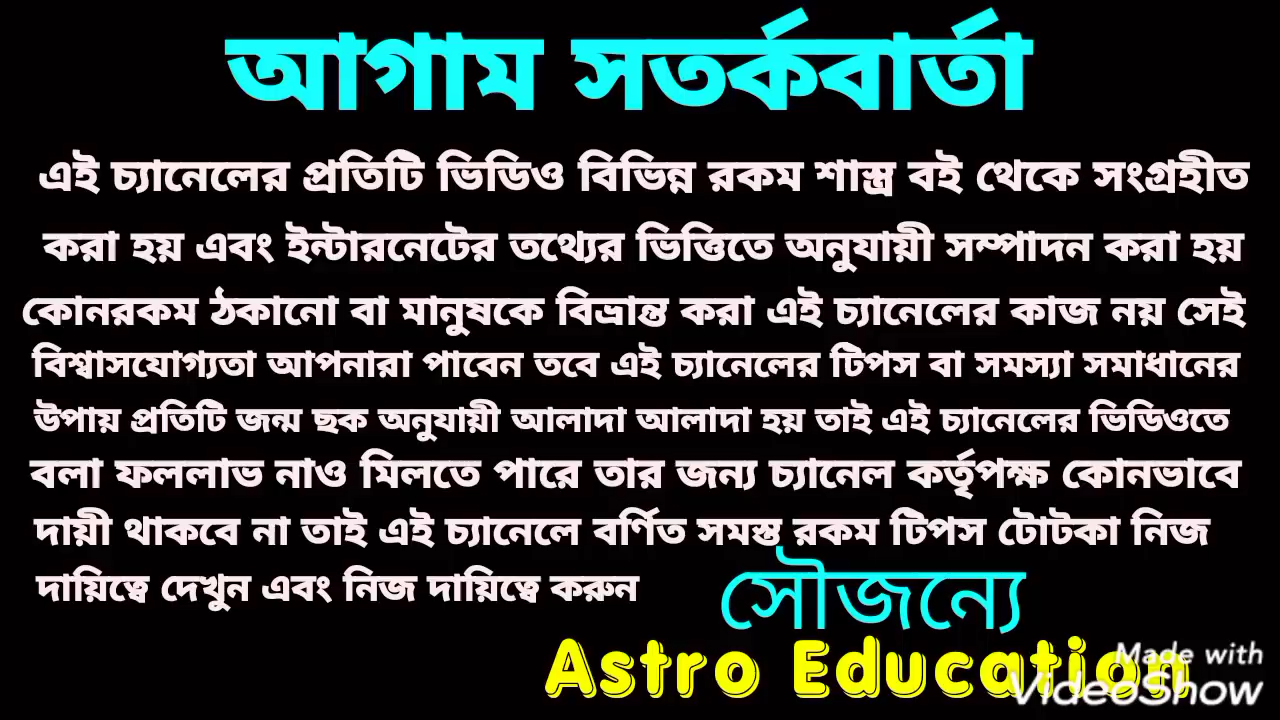 আগাম সতর্কবার্তা
এই চ্যানেলের প্রতিটি ভিডিও বিভিন্ন রকম শাস্ত্র বই থেকে সংগ্রহীত
করা হয় এবং ইন্টারনেটের তথ্যের ভিত্তিতে অনুযায়ী সম্পাদন করা হয়
কোনরকম ঠকানো বা মানুষকে বিভ্রান্ত করা এই চ্যানেলের কাজ নয় সেই
বিশ্বাসযোগ্যতা আপনারা পাবেন তবে এই চ্যানেলের টিপস বা সমস্যা সমাধানের
উপায় প্রতিটি জন্ম ছক অনুযায়ী আলাদা আলাদা হয় তাই এই চ্যানেলের ভিডিওতে
বলা ফললাভ নাও মিলতে পারে তার জন্য চ্যানেল কর্তৃপক্ষ কোনভাবে
দায়ী থাকবে না তাই এই চ্যানেলে বর্ণিত সমস্ত রকম টিপস টোটকা নিজ
দায়িত্বে দেখুন এবং নিজ দায়িত্বে করুন
সৌজন্যে
Astro Education
Made with
VideoShow